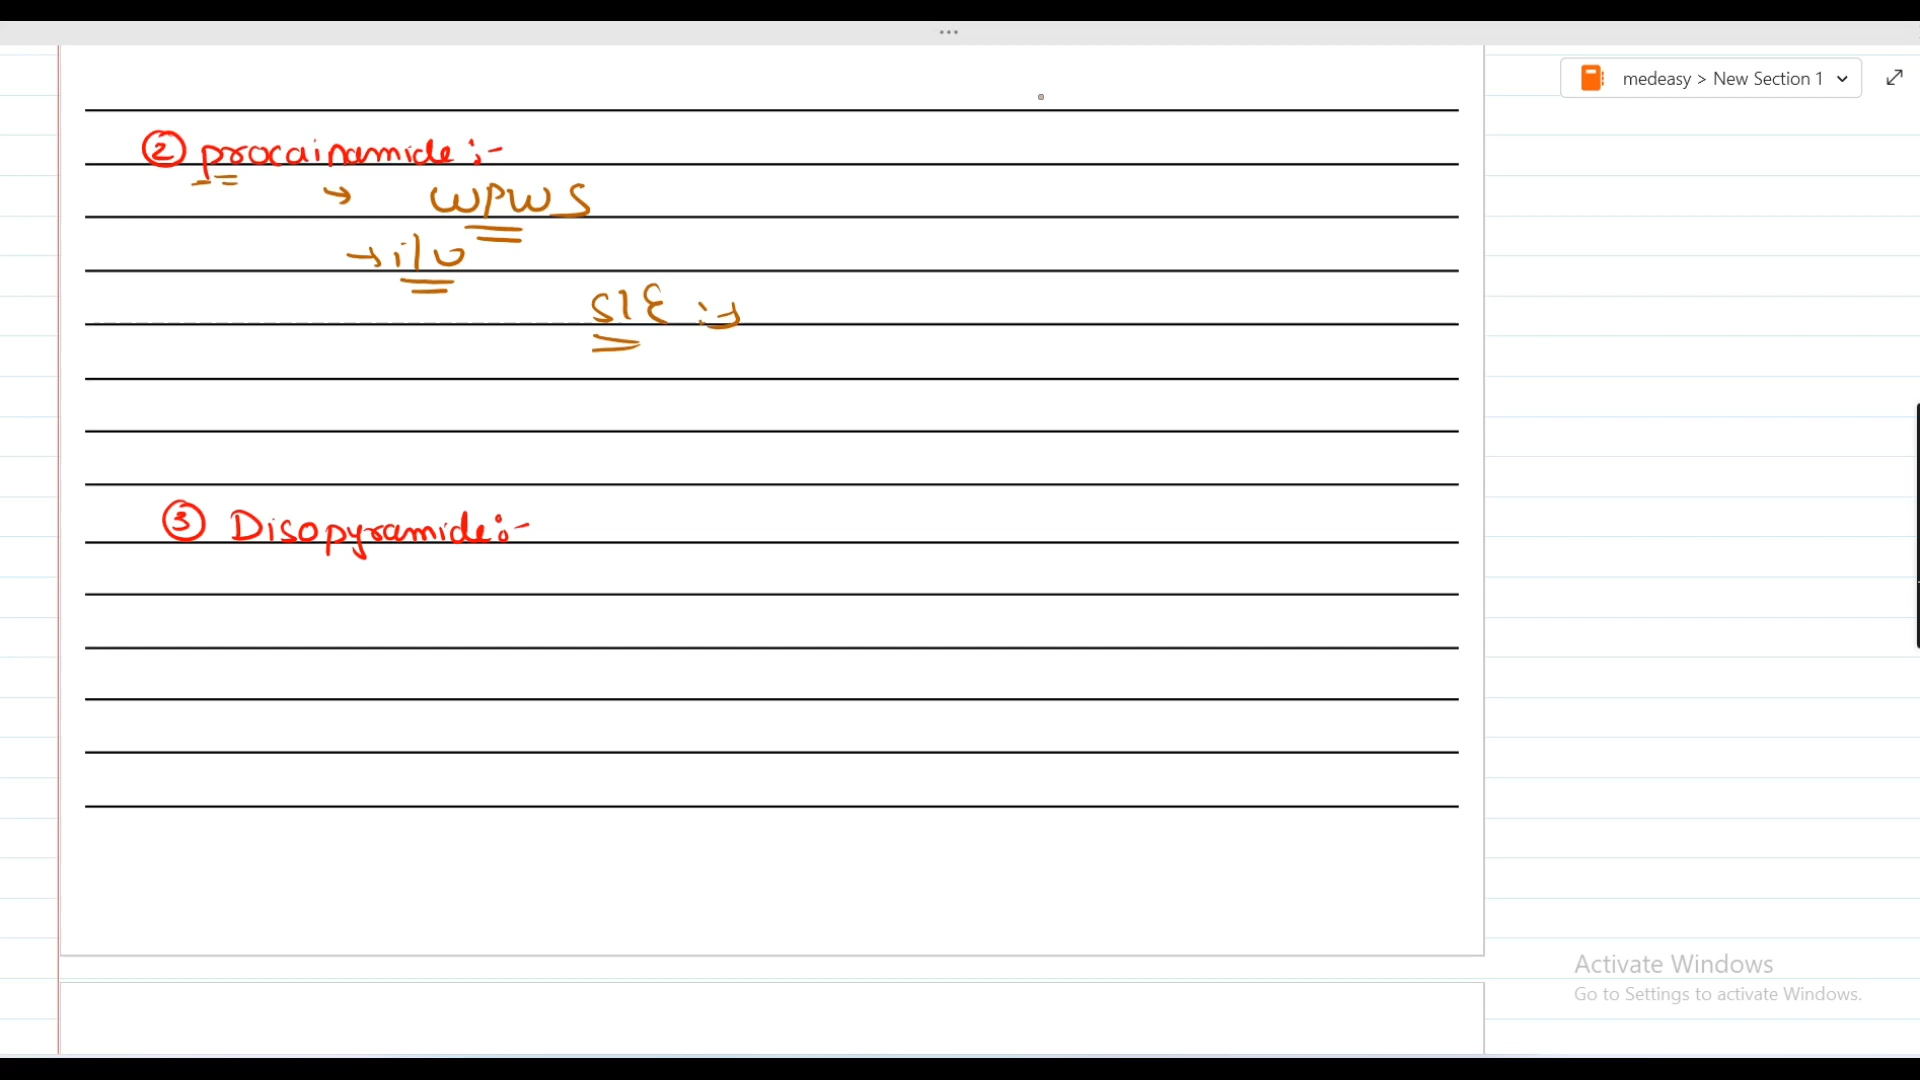 ...
medeasy > New Section 1
② procainamide :-
→ WPWS
→ i/v
S/E :→
③ Disopyramide :-
Activate Windows
Go to Settings to activate Windows.